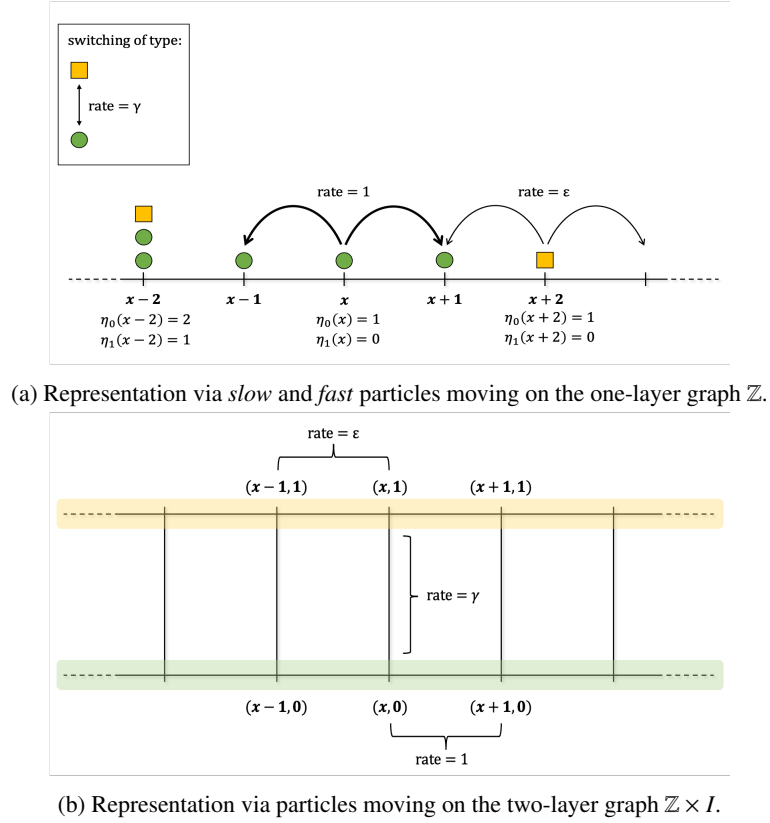 switching of type:
rate = γ
rate = 1
rate = ε
x − 2 x − 1 x x + 1 x + 2
η₀(x − 2) = 2 η₀(x) = 1 η₀(x + 2) = 1
η₁(x − 2) = 1 η₁(x) = 0 η₁(x + 2) = 0
(a) Representation via slow and fast particles moving on the one-layer graph ℤ.
rate = ε
(x − 1, 1) (x, 1) (x + 1, 1)
rate = γ
(x − 1, 0) (x, 0) (x + 1, 0)
rate = 1
(b) Representation via particles moving on the two-layer graph ℤ × I.